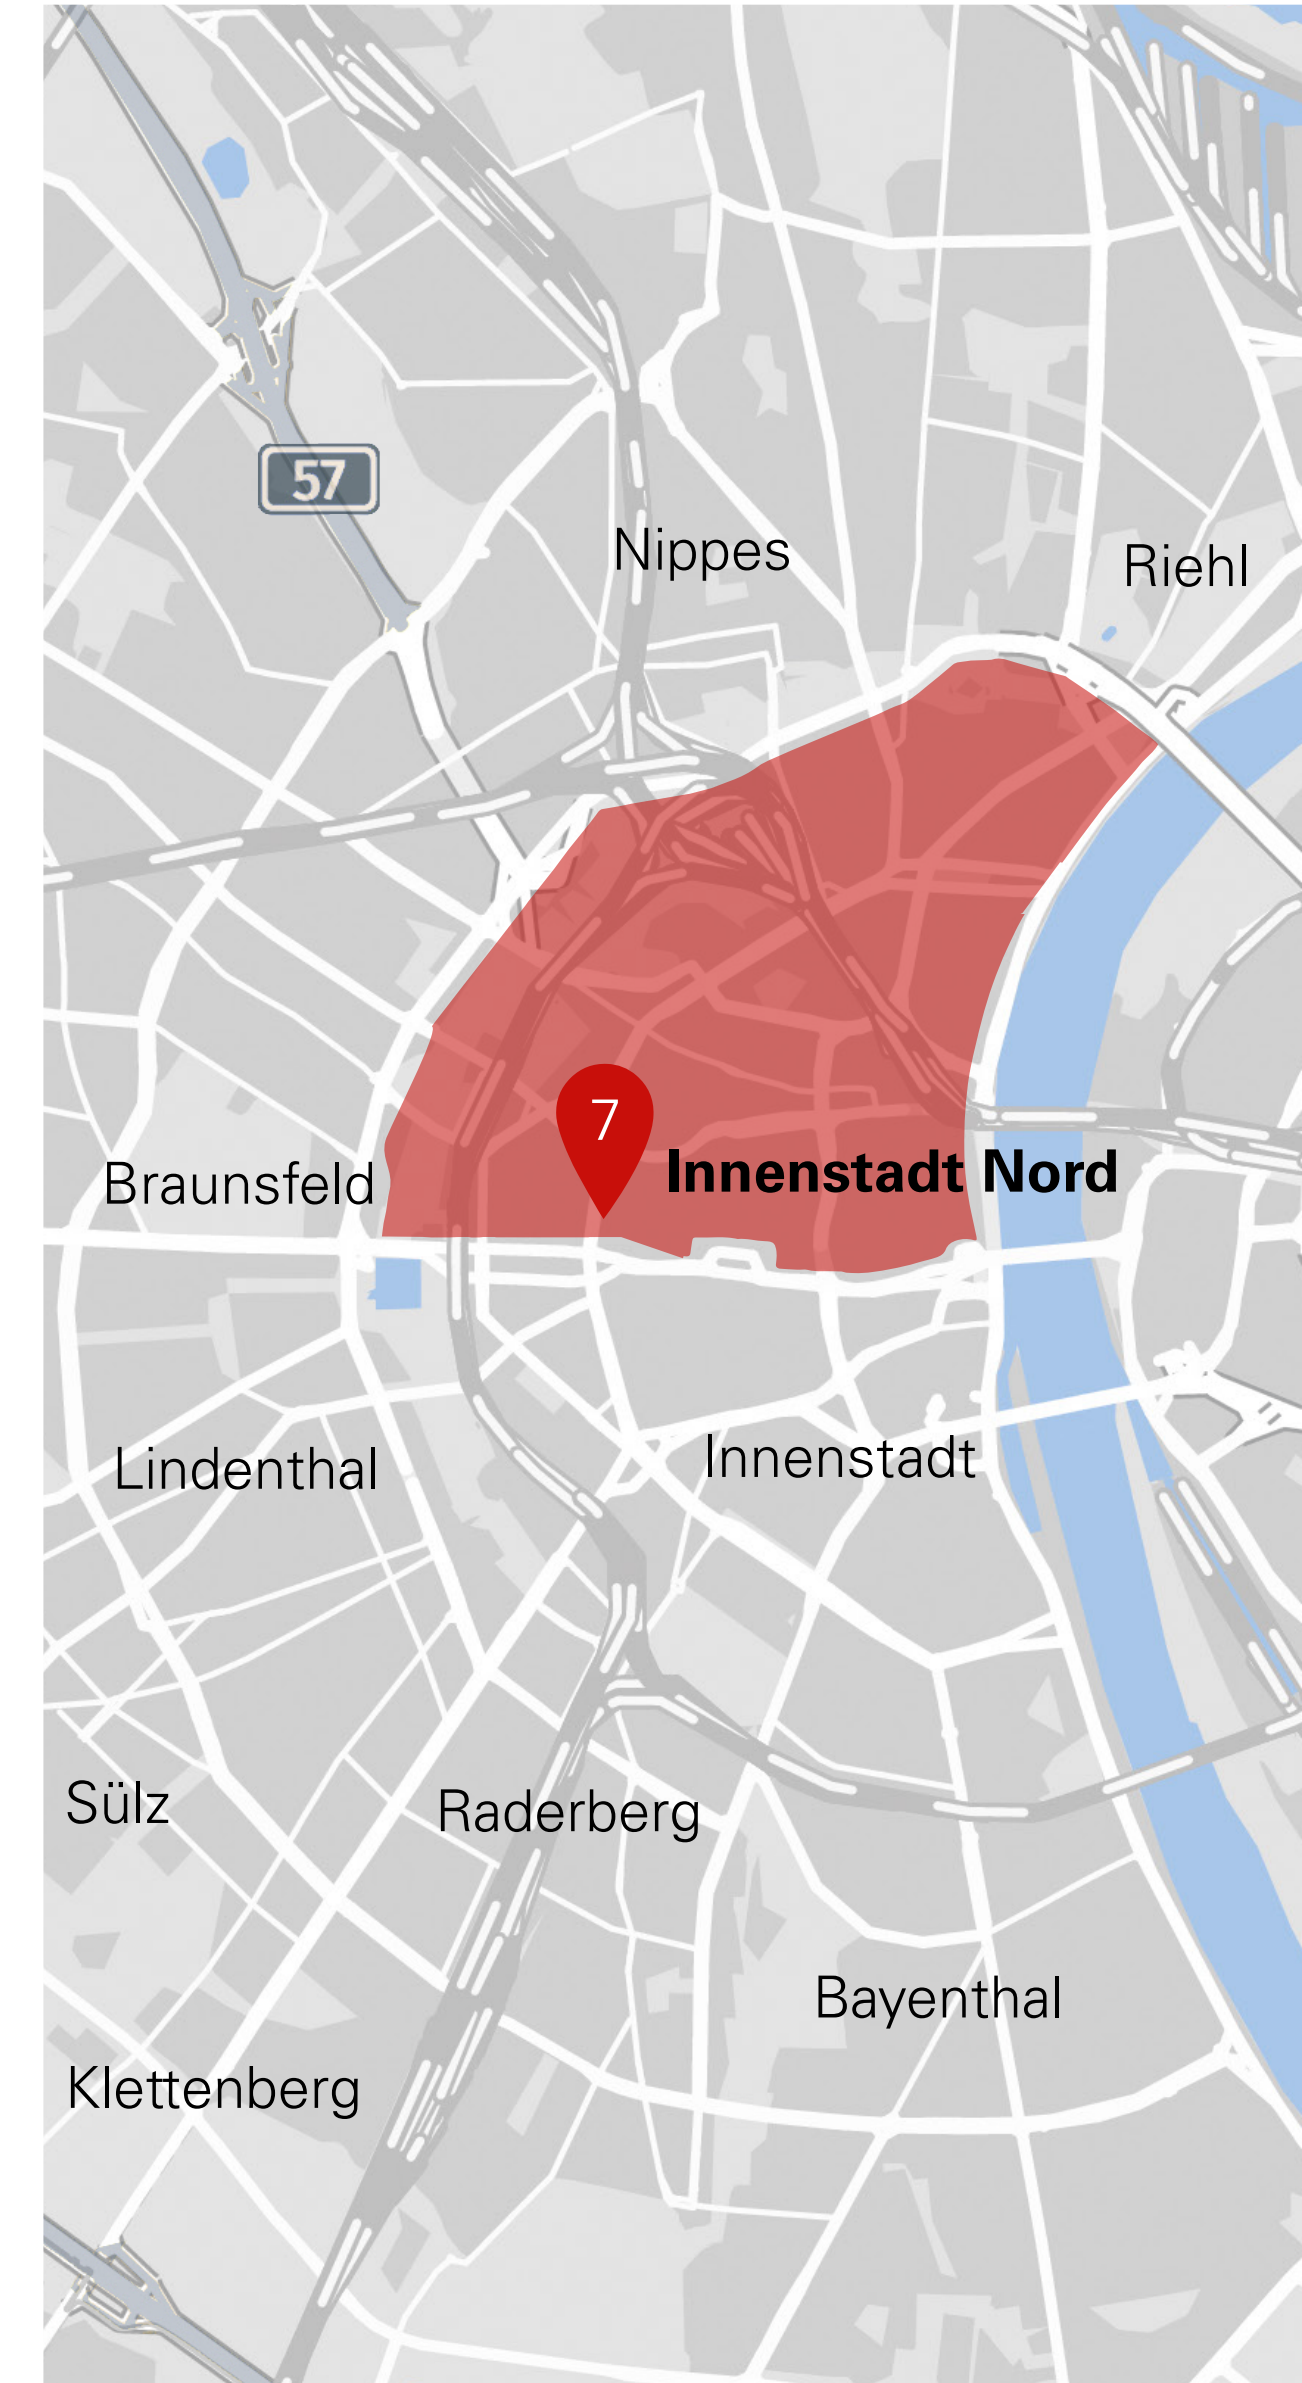 57
Nippes
Riehl
7
Innenstadt Nord
Braunsfeld
Innenstadt
Lindenthal
Sülz
Raderberg
Bayenthal
Klettenberg